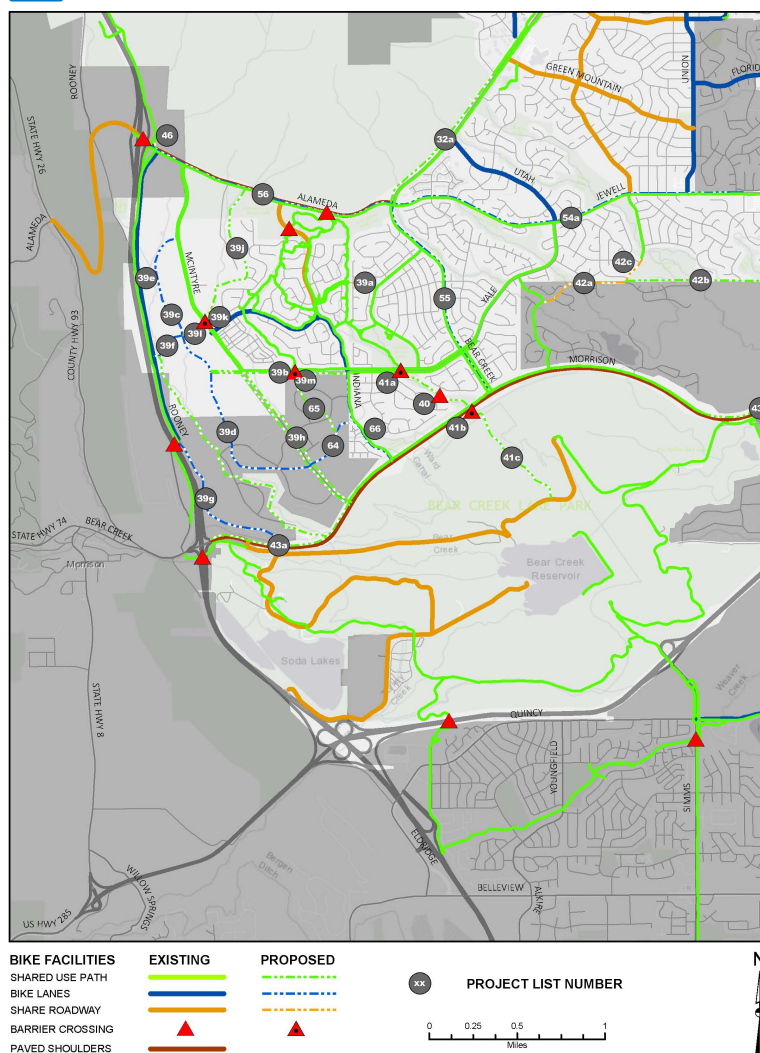 ROONEY
STATE HWY 26
ALAMEDA
COUNTY HWY 93
46
56
ALAMEDA
32a
UTAH
GREEN MOUNTAIN
UNION
JEWELL
54a
42c
42a
42b
39j
MCINTYRE
39e
39c
39l
39k
39f
39a
55
YALE
BEAR CREEK
MORRISON
39b
39m
41a
65
INDIANA
40
66
41b
39d
39h
64
41c
ROONEY
39g
43a
BEAR CREEK LAKE PARK
Bear
Creek
Bear Creek
Reservoir
STATE HWY 74
BEAR CREEK
Morrison
Soda Lakes
STATE HWY 8
QUINCY
Weaver
Creek
YOUNGFIELD
SIMMS
ELDRIDGE
Bergen
Ditch
WILLOW SPRINGS
BELLEVIEW
ALKIRE
US HWY 285
BIKE FACILITIES EXISTING PROPOSED
SHARED USE PATH
BIKE LANES
SHARE ROADWAY
BARRIER CROSSING
PAVED SHOULDERS
xx PROJECT LIST NUMBER
0 0.25 0.5 1
Miles